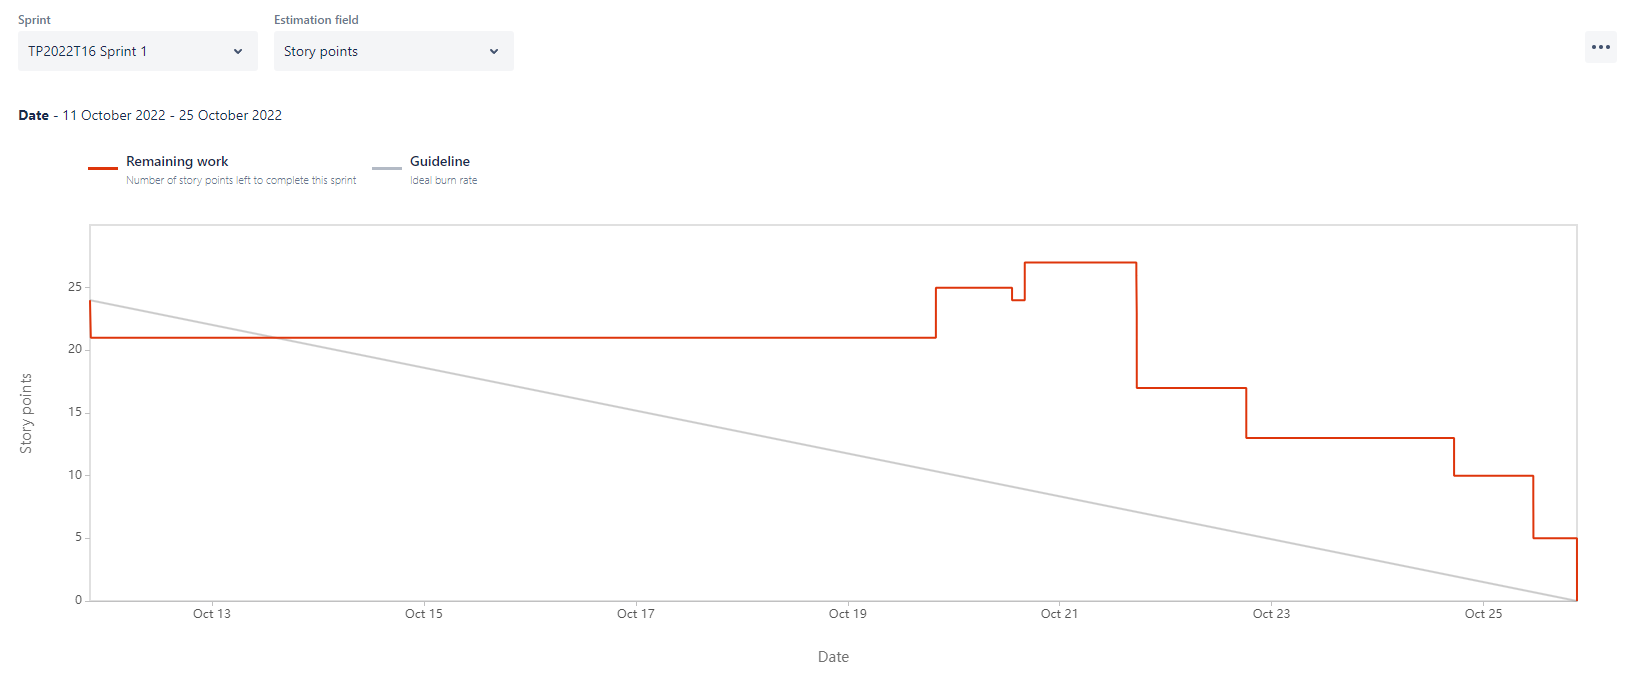 Sprint
Estimation field
TP2022T16 Sprint 1
Story points
Date - 11 October 2022 - 25 October 2022
Remaining work
Number of story points left to complete this sprint
Guideline
Ideal burn rate
25
20
15
10
5
0
Story points
Oct 13
Oct 15
Oct 17
Oct 19
Oct 21
Oct 23
Oct 25
Date